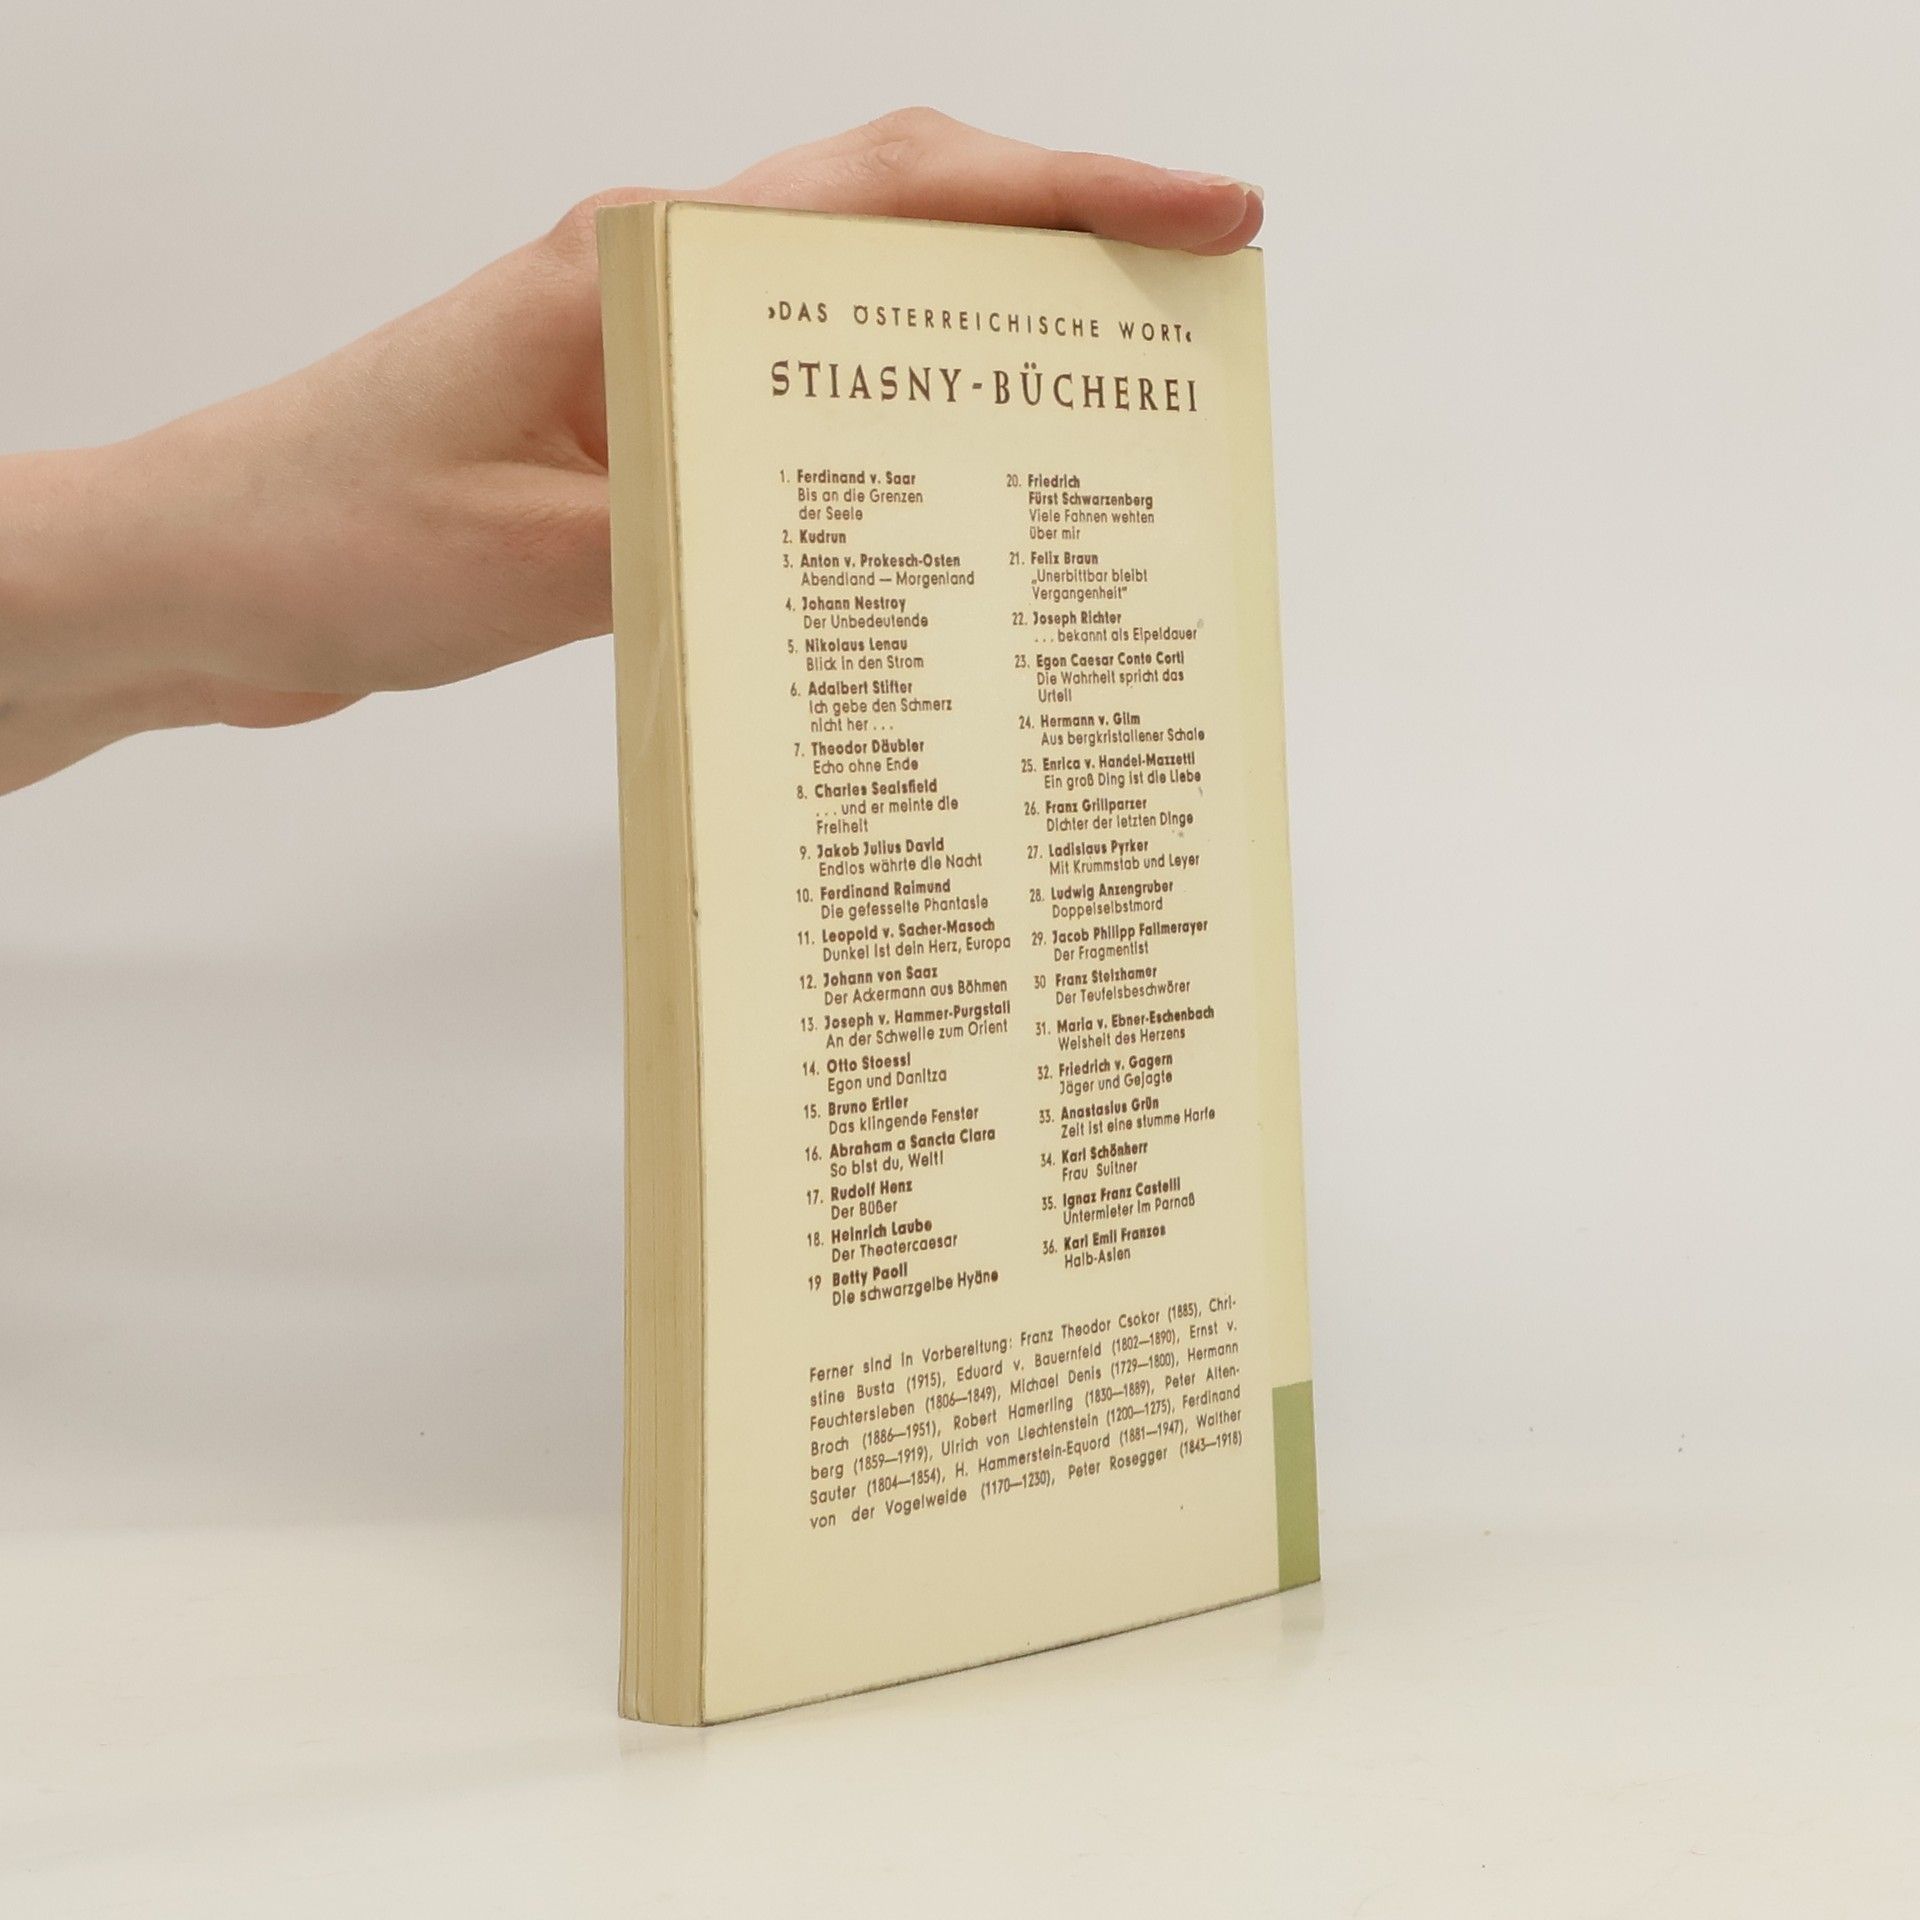 ›DAS ÖSTERREICHISCHE WORT‹
STIASNY-BÜCHEREI
1. Ferdinand v. Saar
Bis an die Grenzen
der Seele
2. Kudrun
3. Anton v. Prokesch-Osten
Abendland — Morgenland
4. Johann Nestroy
Der Unbedeutende
5. Nikolaus Lenau
Blick in den Strom
6. Adalbert Stifter
Ich gebe den Schmerz
nicht her . . .
7. Theodor Däubler
Echo ohne Ende
8. Charles Sealsfield
. . . und er meinte die
Freiheit
9. Jakob Julius David
Endlos währte die Nacht
10. Ferdinand Raimund
Die gefesselte Phantasie
11. Leopold v. Sacher-Masoch
Dunkel ist dein Herz, Europa
12. Johann von Saaz
Der Ackermann aus Böhmen
13. Joseph v. Hammer-Purgstall
An der Schwelle zum Orient
14. Otto Stoessl
Egon und Danitza
15. Bruno Ertler
Das klingende Fenster
16. Abraham a Sancta Clara
So bist du, Welt!
17. Rudolf Henz
Der Büßer
18. Heinrich Laube
Der Theatercaesar
19 Betty Paoli
Die schwarzgelbe Hyäne
20. Friedrich
Fürst Schwarzenberg
Viele Fahnen wehten
über mir
21. Felix Braun
„Unerbittbar bleibt
Vergangenheit"
22. Joseph Richter
. . . bekannt als Eipeldauer
23. Egon Caesar Conte Corti
Die Wahrheit spricht das
Urteil
24. Hermann v. Gilm
Aus bergkristallener Schale
25. Enrica v. Handel-Mazzetti
Ein groß Ding ist die Liebe
26. Franz Grillparzer
Dichter der letzten Dinge
27. Ladislaus Pyrker
Mit Krummstab und Leyer
28. Ludwig Anzengruber
Doppelselbstmord
29. Jacob Philipp Fallmerayer
Der Fragmentist
30 Franz Stelzhamer
Der Teufelsbeschwörer
31. Maria v. Ebner-Eschenbach
Weisheit des Herzens
32. Friedrich v. Gagern
Jäger und Gejagte
33. Anastasius Grün
Zeit ist eine stumme Harfe
34. Karl Schönherr
Frau Suitner
35. Ignaz Franz Castelli
Untermieter im Parnaß
36. Karl Emil Franzos
Halb-Asien
Ferner sind in Vorbereitung: Franz Theodor Csokor (1885), Chri-
stine Busta (1915), Eduard v. Bauernfeld (1802—1890), Ernst v.
Feuchtersleben (1806—1849), Michael Denis (1729—1800), Hermann
Broch (1886—1951), Robert Hamerling (1830—1889), Peter Alten-
berg (1859—1919), Ulrich von Liechtenstein (1200—1275), Ferdinand
Sauter (1804—1854), H. Hammerstein-Equord (1881—1947), Walther
von der Vogelweide (1170—1230), Peter Rosegger (1843—1918)